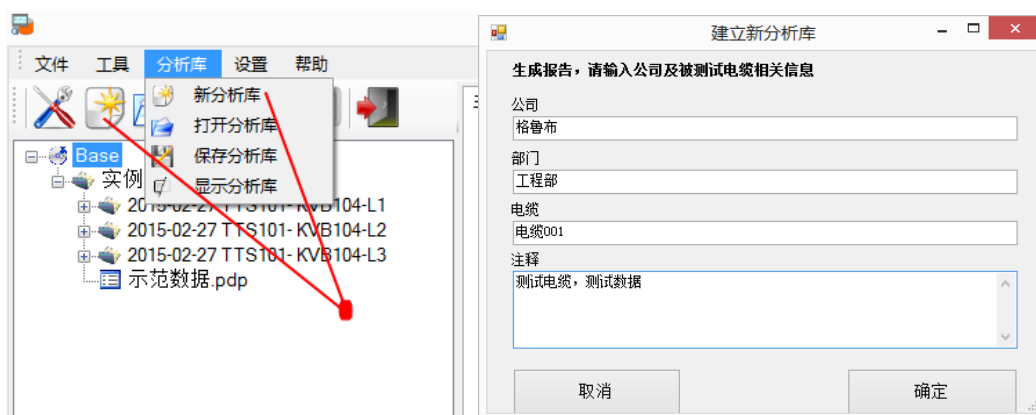 文件 工具 分析库 设置 帮助
新分析库
打开分析库
保存分析库
显示分析库
Base
实例
2015-02-27 TTS101- KVB104-L1
2015-02-27 TTS101- KVB104-L2
2015-02-27 TTS101- KVB104-L3
示范数据.pdp
建立新分析库
生成报告，请输入公司及被测试电缆相关信息
公司
格鲁布
部门
工程部
电缆
电缆001
注释
测试电缆，测试数据
取消 确定